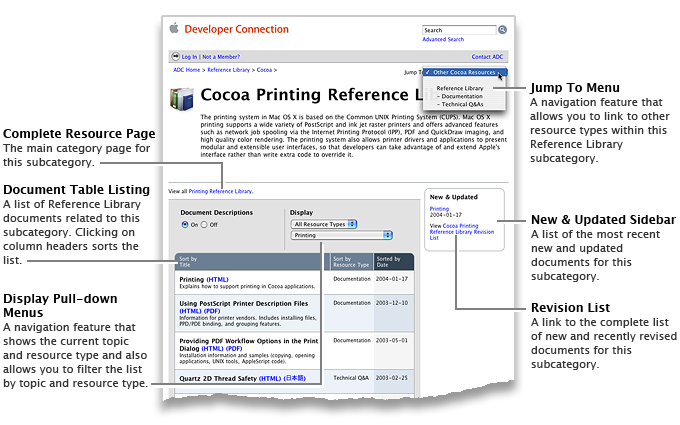 Developer Connection
Search
Advanced Search
Log In | Not a Member?
Contact ADC
ADC Home > Reference Library > Cocoa >
Jump To
✓ Other Cocoa Resources
Reference Library
- Documentation
- Technical Q&As
Cocoa Printing Reference L
The printing system in Mac OS X is based on the Common UNIX Printing System (CUPS). Mac OS X
printing supports a wide variety of PostScript and ink jet raster printers and offers advanced features
such as network job spooling via the Internet Printing Protocol (IPP), PDF and QuickDraw imaging, and
high quality color rendering. The printing system also allows printer drivers and applications to present
modular and extensible user interfaces, so that developers can take advantage of and extend Apple's
interface rather than write extra code to override it.
View all Printing Reference Library.
Document Descriptions
On Off
Display
All Resource Types
Printing
Sort by
Title
Sort by
Resource Type
Sorted by
Date
Printing (HTML)
Explains how to support printing in Cocoa applications.
Documentation
2004-01-17
Using PostScript Printer Description Files
(HTML) (PDF)
Information for printer vendors. Includes installing files,
PPD/PDE binding, and grouping features.
Documentation
2003-12-10
Providing PDF Workflow Options in the Print
Dialog (HTML) (PDF)
Installation information and samples (copying, opening
applications, UNIX tools, AppleScript code).
Documentation
2003-05-01
Quartz 2D Thread Safety (HTML) (日本語)
Technical Q&A
2003-02-25
New & Updated
Printing
2004-01-17
View Cocoa Printing
Reference Library Revision
List
Complete Resource Page
The main category page for
this subcategory.
Document Table Listing
A list of Reference Library
documents related to this
subcategory. Clicking on
column headers sorts the
list.
Display Pull-down
Menus
A navigation feature that
shows the current topic
and resource type and also
allows you to filter the list
by topic and resource type.
Jump To Menu
A navigation feature that
allows you to link to other
resource types within this
Reference Library
subcategory.
New & Updated Sidebar
A list of the most recent
new and updated
documents for this
subcategory.
Revision List
A link to the complete list
of new and recently revised
documents for this
subcategory.